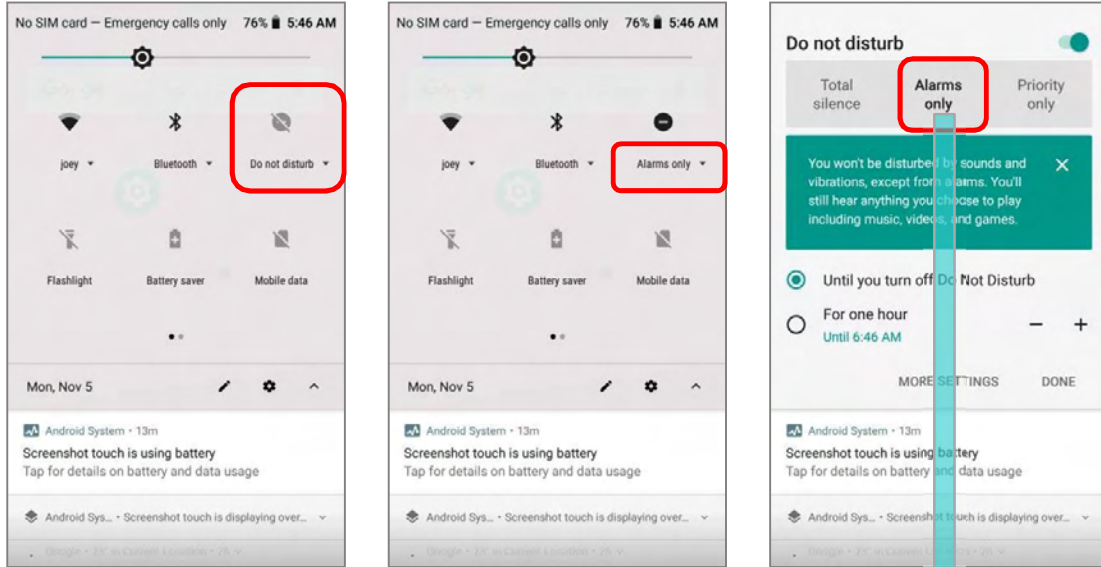 No SIM card — Emergency calls only 76% 5:46 AM
joey
Bluetooth
Do not disturb
Flashlight
Battery saver
Mobile data
Mon, Nov 5
Android System • 13m
Screenshot touch is using battery
Tap for details on battery and data usage
Android Sys... • Screenshot touch is displaying over...
No SIM card — Emergency calls only 76% 5:46 AM
joey
Bluetooth
Alarms only
Flashlight
Battery saver
Mobile data
Mon, Nov 5
Android System • 13m
Screenshot touch is using battery
Tap for details on battery and data usage
Android Sys... • Screenshot touch is displaying over...
Do not disturb
Total
silence
Alarms
only
Priority
only
You won't be disturbed by sounds and
vibrations, except from alarms. You'll
still hear anything you choose to play
including music, videos, and games.
Until you turn off Do Not Disturb
For one hour
Until 6:46 AM
MORE SETTINGS DONE
Android System • 13m
Screenshot touch is using battery
Tap for details on battery and data usage
Android Sys... • Screenshot touch is displaying over...